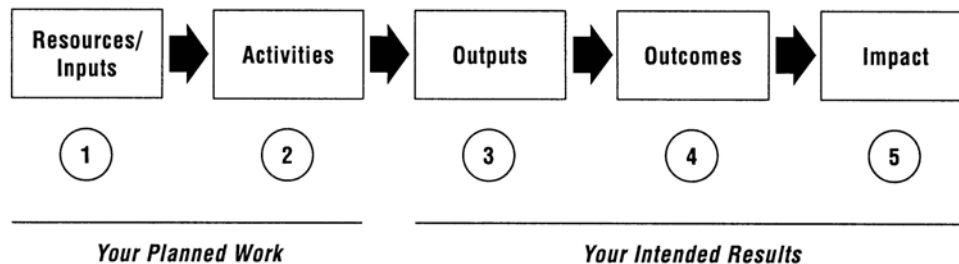 Resources/
Inputs
Activities
Outputs
Outcomes
Impact
1
2
3
4
5
Your Planned Work
Your Intended Results